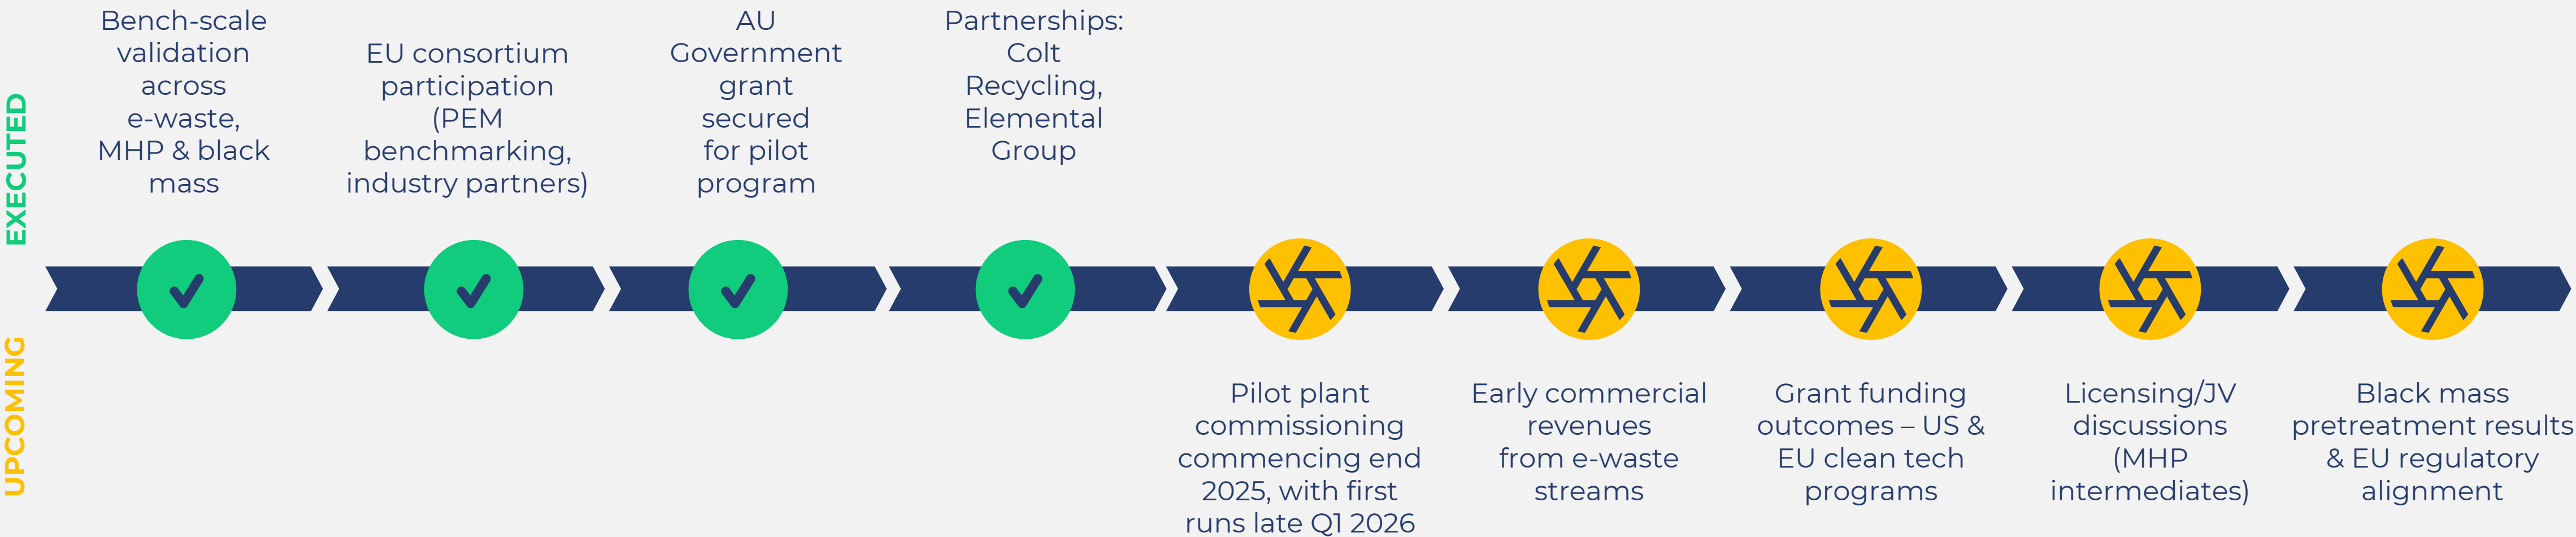 EXECUTED
Bench-scale
validation
across
e-waste,
MHP & black
mass
EU consortium
participation
(PEM
benchmarking,
industry partners)
AU
Government
grant
secured
for pilot
program
Partnerships:
Colt
Recycling,
Elemental
Group
UPCOMING
Pilot plant
commissioning
commencing end
2025, with first
runs late Q1 2026
Early commercial
revenues
from e-waste
streams
Grant funding
outcomes – US &
EU clean tech
programs
Licensing/JV
discussions
(MHP
intermediates)
Black mass
pretreatment results
& EU regulatory
alignment